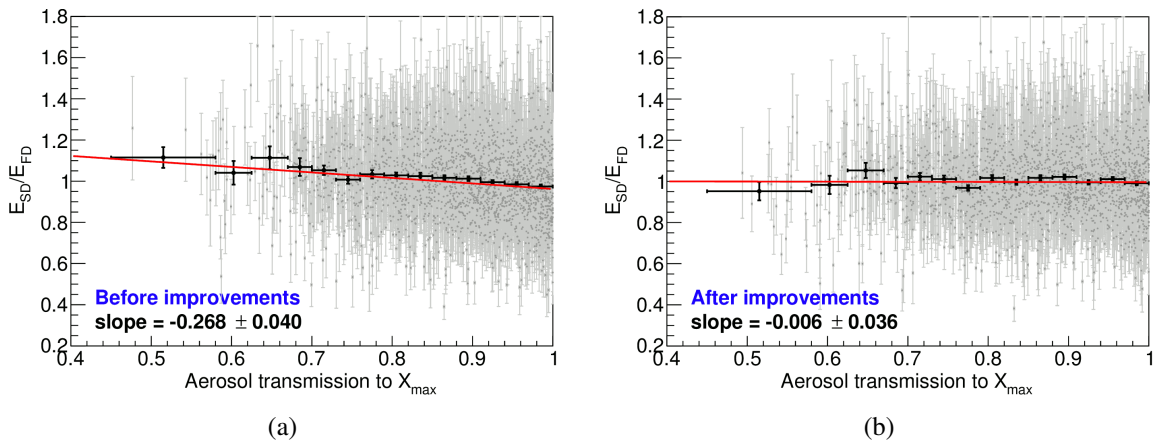 1.8
1.6
1.4
1.2
1
0.8
0.6
0.4
0.2
E_SD/E_FD
Before improvements
slope = -0.268 ± 0.040
0.4 0.5 0.6 0.7 0.8 0.9 1
Aerosol transmission to X_max
(a)
1.8
1.6
1.4
1.2
1
0.8
0.6
0.4
0.2
E_SD/E_FD
After improvements
slope = -0.006 ± 0.036
0.4 0.5 0.6 0.7 0.8 0.9 1
Aerosol transmission to X_max
(b)